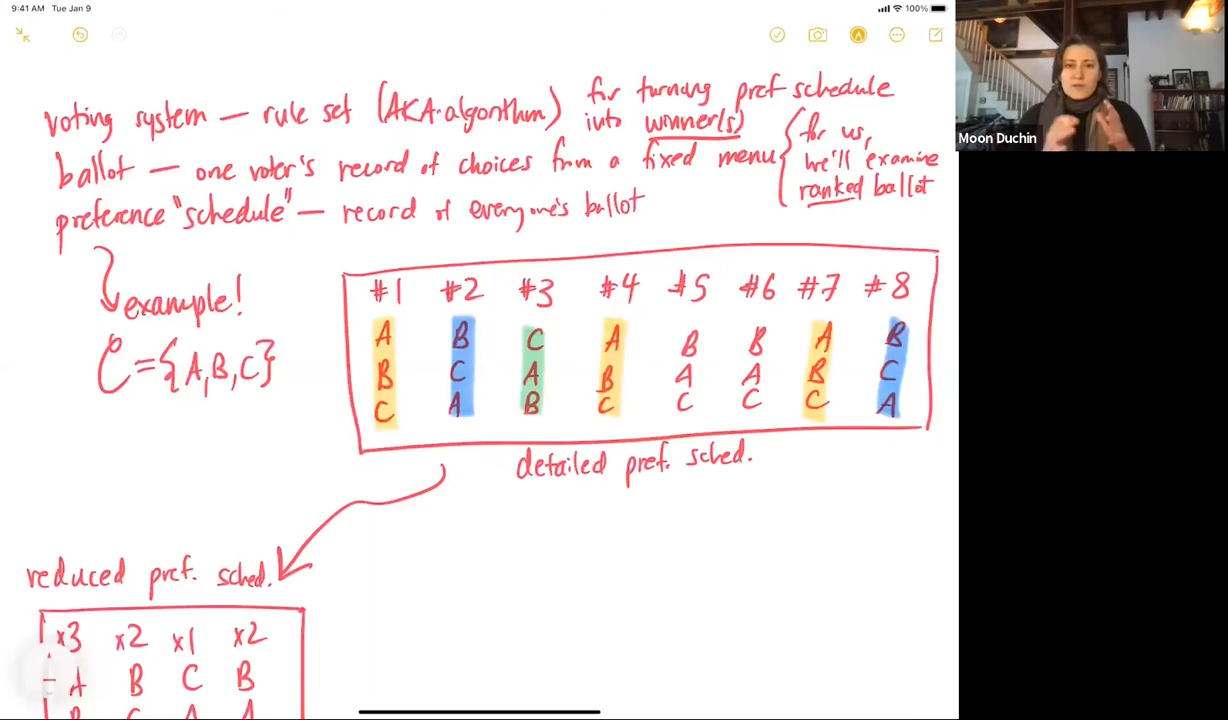 9:41 AM Tue Jan 9
100%
voting system — rule set (AKA algorithm) for turning pref schedule into winner(s)
ballot — one voter's record of choices from a fixed menu { for us, we'll examine ranked ballot
preference "schedule" — record of everyone's ballot
example!
C = {A, B, C}
#1 #2 #3 #4 #5 #6 #7 #8
A B C A B B A B
B C A B A A B C
C A B C C C C A
detailed pref. sched.
reduced pref. sched.
x3 x2 x1 x2
A B C B
B C A A
Moon Duchin